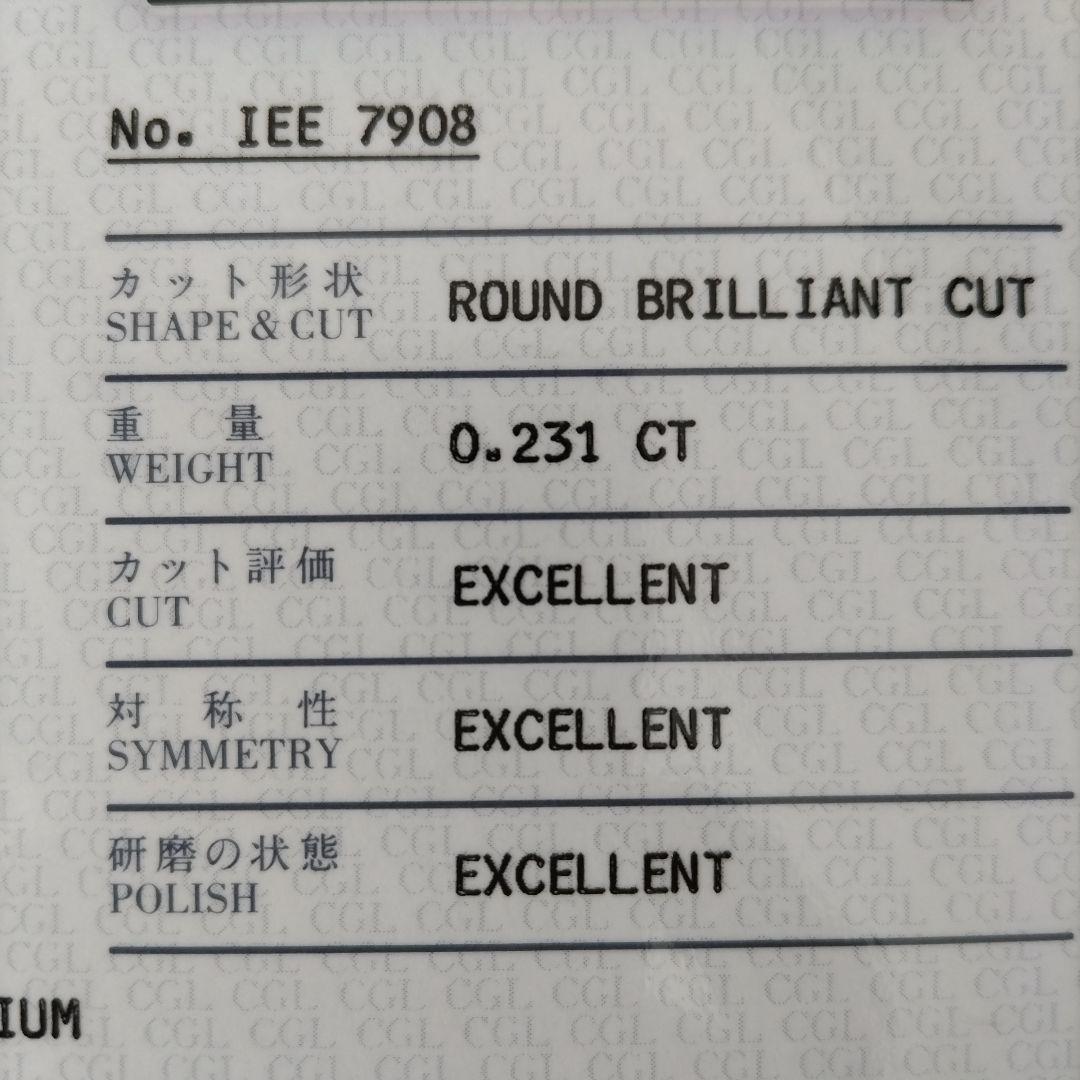 No. IEE 7908
カット形状
SHAPE & CUT
ROUND BRILLIANT CUT
重量
WEIGHT
0.231 CT
カット評価
CUT
EXCELLENT
対称性
SYMMETRY
EXCELLENT
研磨の状態
POLISH
EXCELLENT
IUM